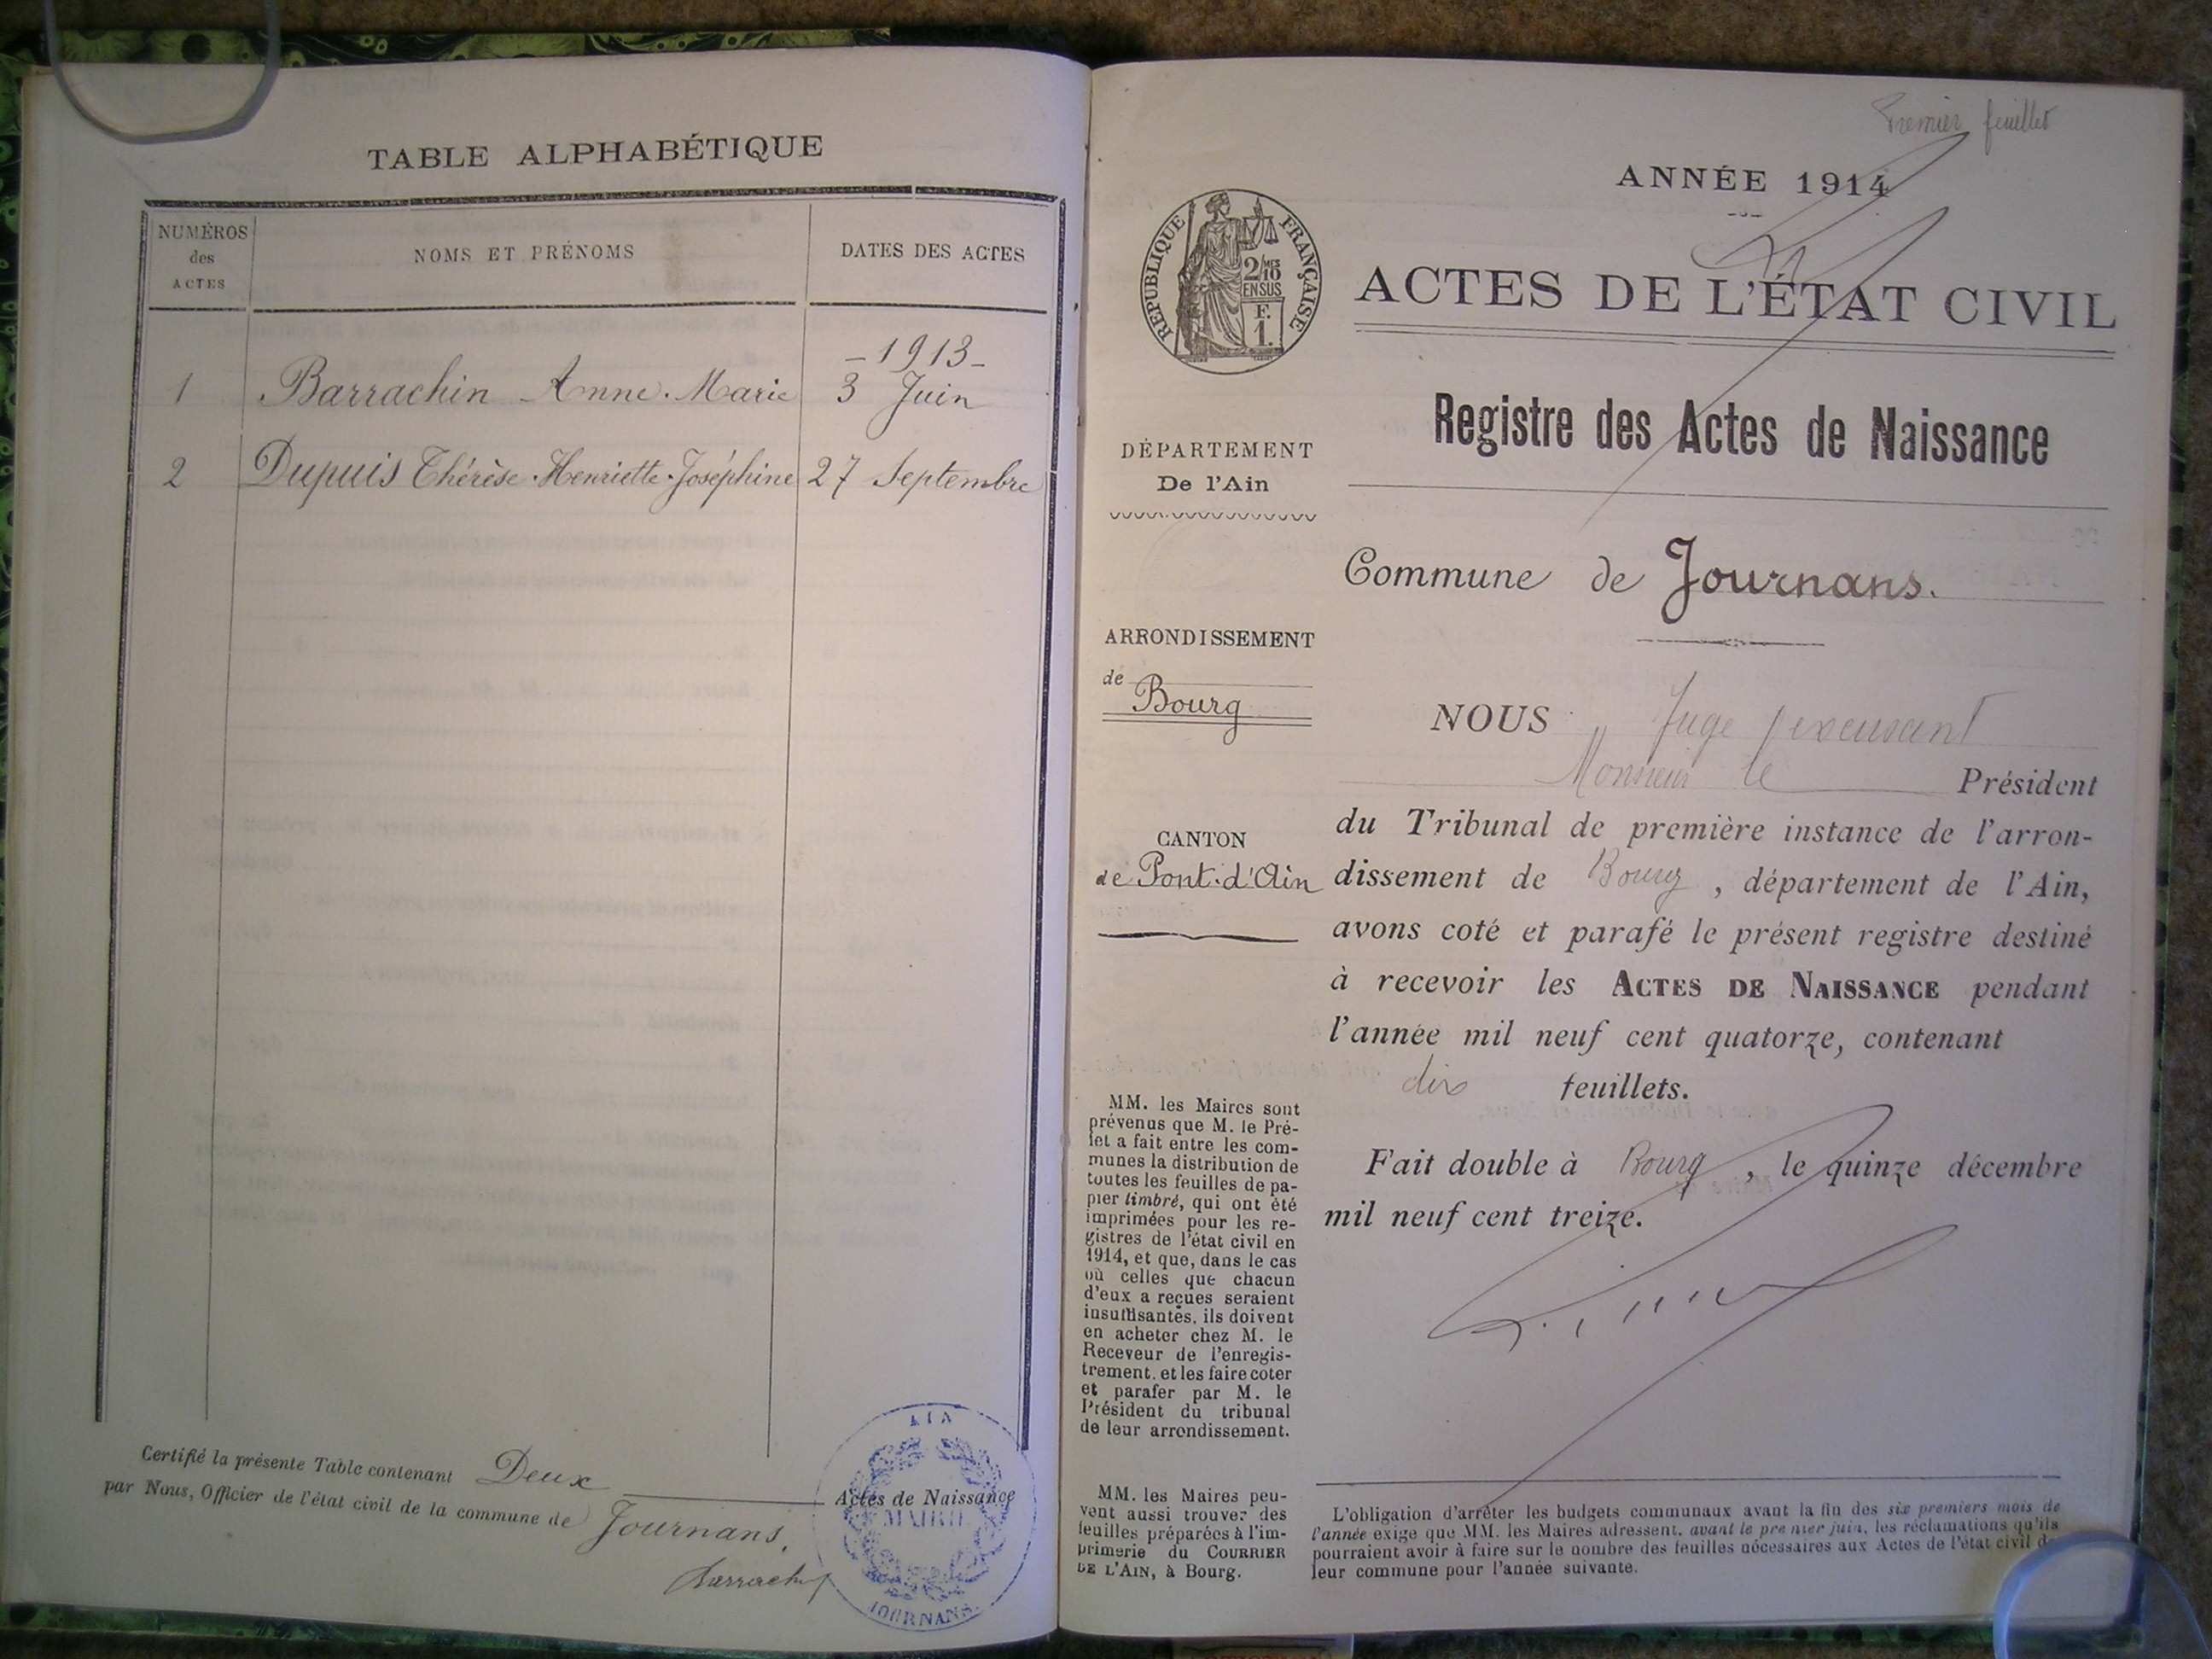 TABLE ALPHABÉTIQUE
NUMÉROS
des
ACTES
NOMS ET PRÉNOMS
DATES DES ACTES
- 1913 -
1 Barrachin Anne-Marie 3 Juin
2 Dupuis Thérèse-Henriette-Joséphine 27 Septembre
Certifié la présente Table contenant Deux Actes de Naissance
par Nous, Officier de l'état civil de la commune de Journans,
AIN
MAIRIE
JOURNANS
Premier feuillet
ANNÉE 1914
RÉPUBLIQUE FRANÇAISE
2/10
MES
EN SUS
F.
1.
ACTES DE L'ÉTAT CIVIL
Registre des Actes de Naissance
DÉPARTEMENT
De l'Ain
Commune de Journans.
ARRONDISSEMENT
de Bourg
CANTON
de Pont-d'Ain
MM. les Maires sont
prévenus que M. le Pré-
fet a fait entre les com-
munes la distribution de
toutes les feuilles de pa-
pier timbré, qui ont été
imprimées pour les re-
gistres de l'état civil en
1914, et que, dans le cas
où celles que chacun
d'eux a reçues seraient
insuffisantes, ils doivent
en acheter chez M. le
Receveur de l'enregis-
trement, et les faire coter
et parafer par M. le
Président du tribunal
de leur arrondissement.
MM. les Maires peu-
vent aussi trouver des
feuilles préparées à l'im-
primerie du COURRIER
DE L'AIN, à Bourg.
NOUS Juge
Monsieur le Président
du Tribunal de première instance de l'arron-
dissement de Bourg, département de l'Ain,
avons coté et parafé le présent registre destiné
à recevoir les ACTES DE NAISSANCE pendant
l'année mil neuf cent quatorze, contenant
dix feuillets.
Fait double à Bourg, le quinze décembre
mil neuf cent treize.
L'obligation d'arrêter les budgets communaux avant la fin des six premiers mois de
l'année exige que MM. les Maires adressent, avant le premier juin, les réclamations qu'ils
pourraient avoir à faire sur le nombre des feuilles nécessaires aux Actes de l'état civil de
leur commune pour l'année suivante.